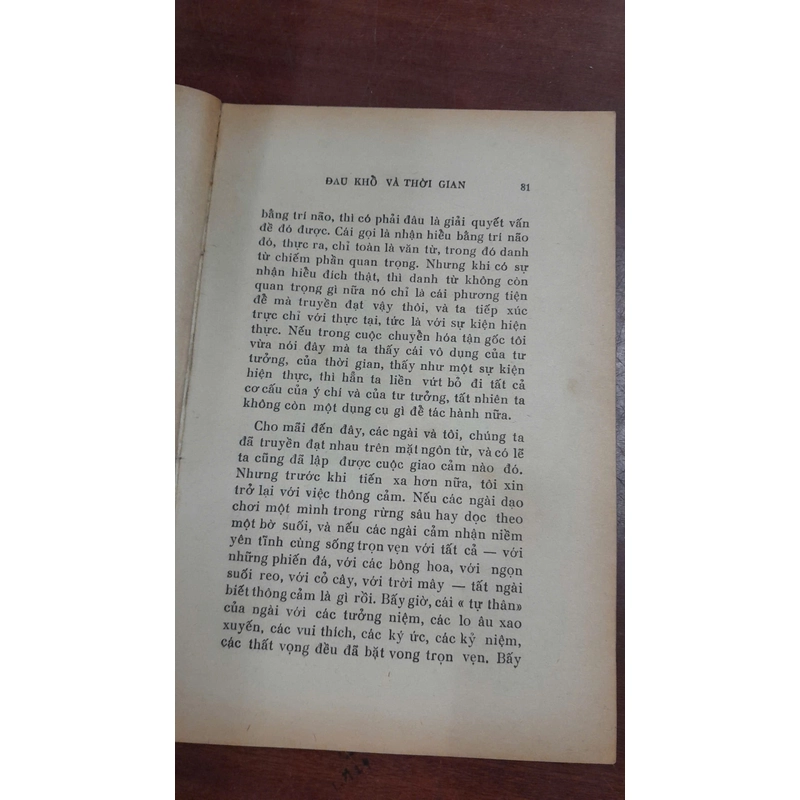 ĐAU KHỔ VÀ THỜI GIAN 81
bằng trí não, thì có phải đâu là giải quyết vấn
đề đó được. Cái gọi là nhận hiểu bằng trí não
đó, thực ra, chỉ toàn là văn từ, trong đó danh
từ chiếm phần quan trọng. Nhưng khi có sự
nhận hiểu đích thật, thì danh từ không còn
quan trọng gì nữa nó chỉ là cái phương tiện
để mà truyền đạt vậy thôi, và ta tiếp xúc
trực chỉ với thực tại, tức là với sự kiện hiện
thực. Nếu trong cuộc chuyển hóa tận gốc tôi
vừa nói đây mà ta thấy cái vô dụng của tư
tưởng, của thời gian, thấy như một sự kiện
hiện thực, thì hẳn ta liền vứt bỏ đi tất cả
cơ cấu của ý chí và của tư tưởng, tất nhiên ta
không còn một dụng cụ gì để tác hành nữa.
Cho mãi đến đây, các ngài và tôi, chúng ta
đã truyền đạt nhau trên mặt ngôn từ, và có lẽ
ta cũng đã lập được cuộc giao cảm nào đó.
Nhưng trước khi tiến xa hơn nữa, tôi xin
trở lại với việc thông cảm. Nếu các ngài dạo
chơi một mình trong rừng sâu hay dọc theo
một bờ suối, và nếu các ngài cảm nhận niềm
yên tĩnh cùng sống trọn vẹn với tất cả — với
những phiến đá, với các bông hoa, với ngọn
suối reo, với cỏ cây, với trời mây — tất ngài
biết thông cảm là gì rồi. Bấy giờ, cái « tự thân»
của ngài với các tưởng niệm, các lo âu xao
xuyến, các vui thích, các ký ức, các kỷ niệm,
các thất vọng đều đã bặt vong trọn vẹn. Bấy